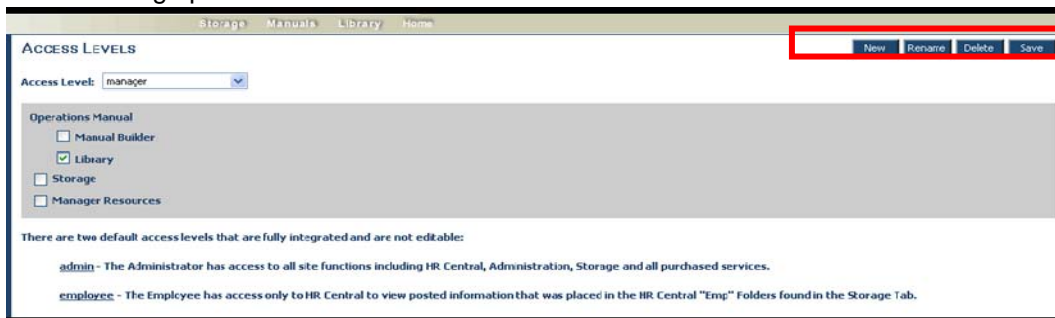 Storage Manuals Library Home
ACCESS LEVELS
New Rename Delete Save
Access Level: manager
Operations Manual
Manual Builder
Library
Storage
Manager Resources
There are two default access levels that are fully integrated and are not editable:
admin - The Administrator has access to all site functions including HR Central, Administration, Storage and all purchased services.
employee - The Employee has access only to HR Central to view posted information that was placed in the HR Central "Emp" Folders found in the Storage Tab.